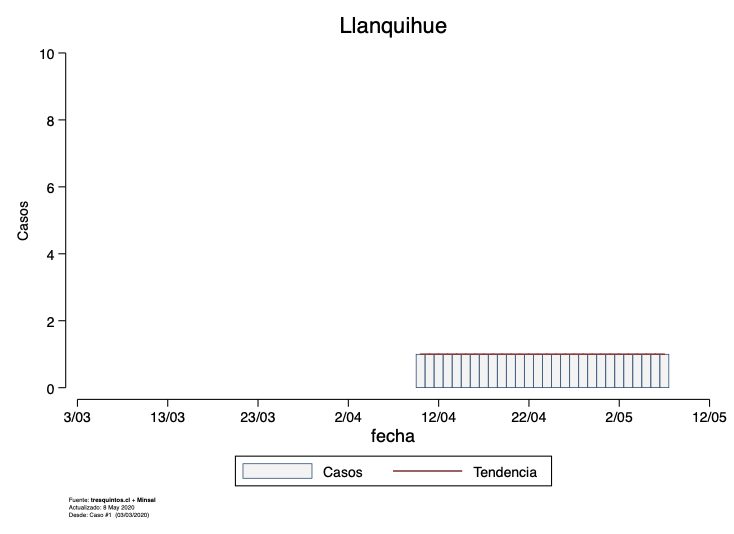 Llanquihue
10
8
6
4
2
0
Casos
3/03 13/03 23/03 2/04 12/04 22/04 2/05 12/05
fecha
Casos Tendencia
Fuente: tresquintos.cl + Minsal
Actualizado: 8 May 2020
Desde: Caso #1 (03/03/2020)